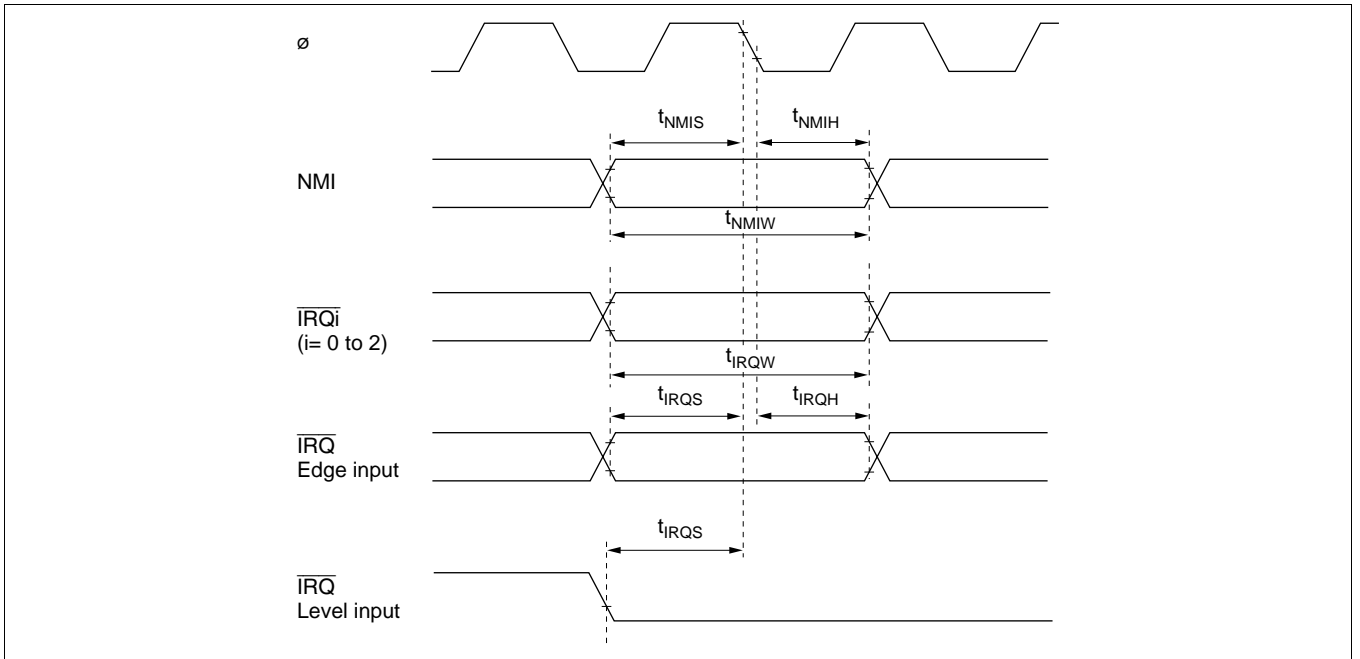 ø
tNMIS tNMIH
NMI
tNMIW
IRQi
(i= 0 to 2)
tIRQW
tIRQS tIRQH
IRQ
Edge input
tIRQS
IRQ
Level input